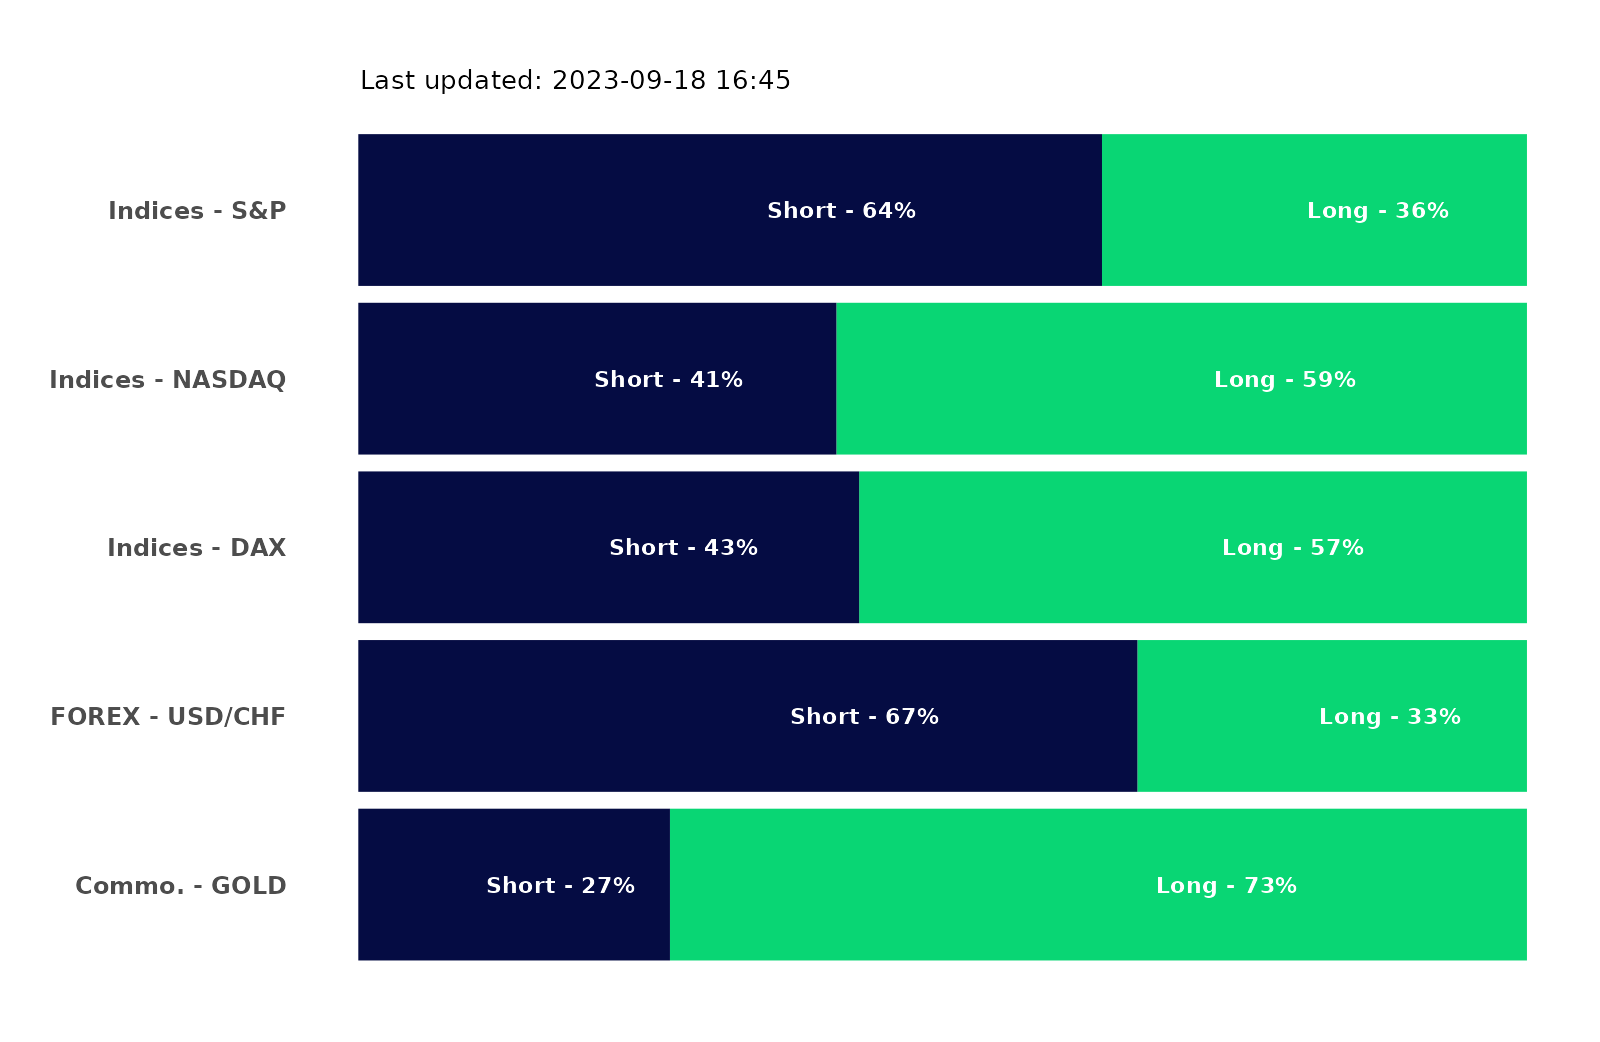 Last updated: 2023-09-18 16:45
Indices - S&P Short - 64% Long - 36%
Indices - NASDAQ Short - 41% Long - 59%
Indices - DAX Short - 43% Long - 57%
FOREX - USD/CHF Short - 67% Long - 33%
Commo. - GOLD Short - 27% Long - 73%